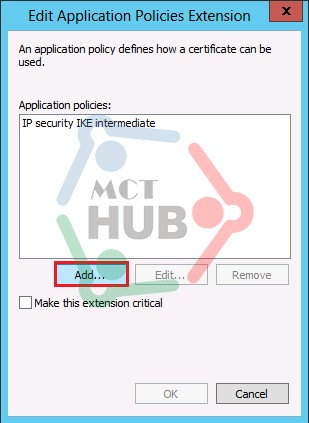 Edit Application Policies Extension
x
An application policy defines how a certificate can be
used.
Application policies:
IP security IKE intermediate
MCT
HUB
Add...
Edit...
Remove
Make this extension critical
OK
Cancel